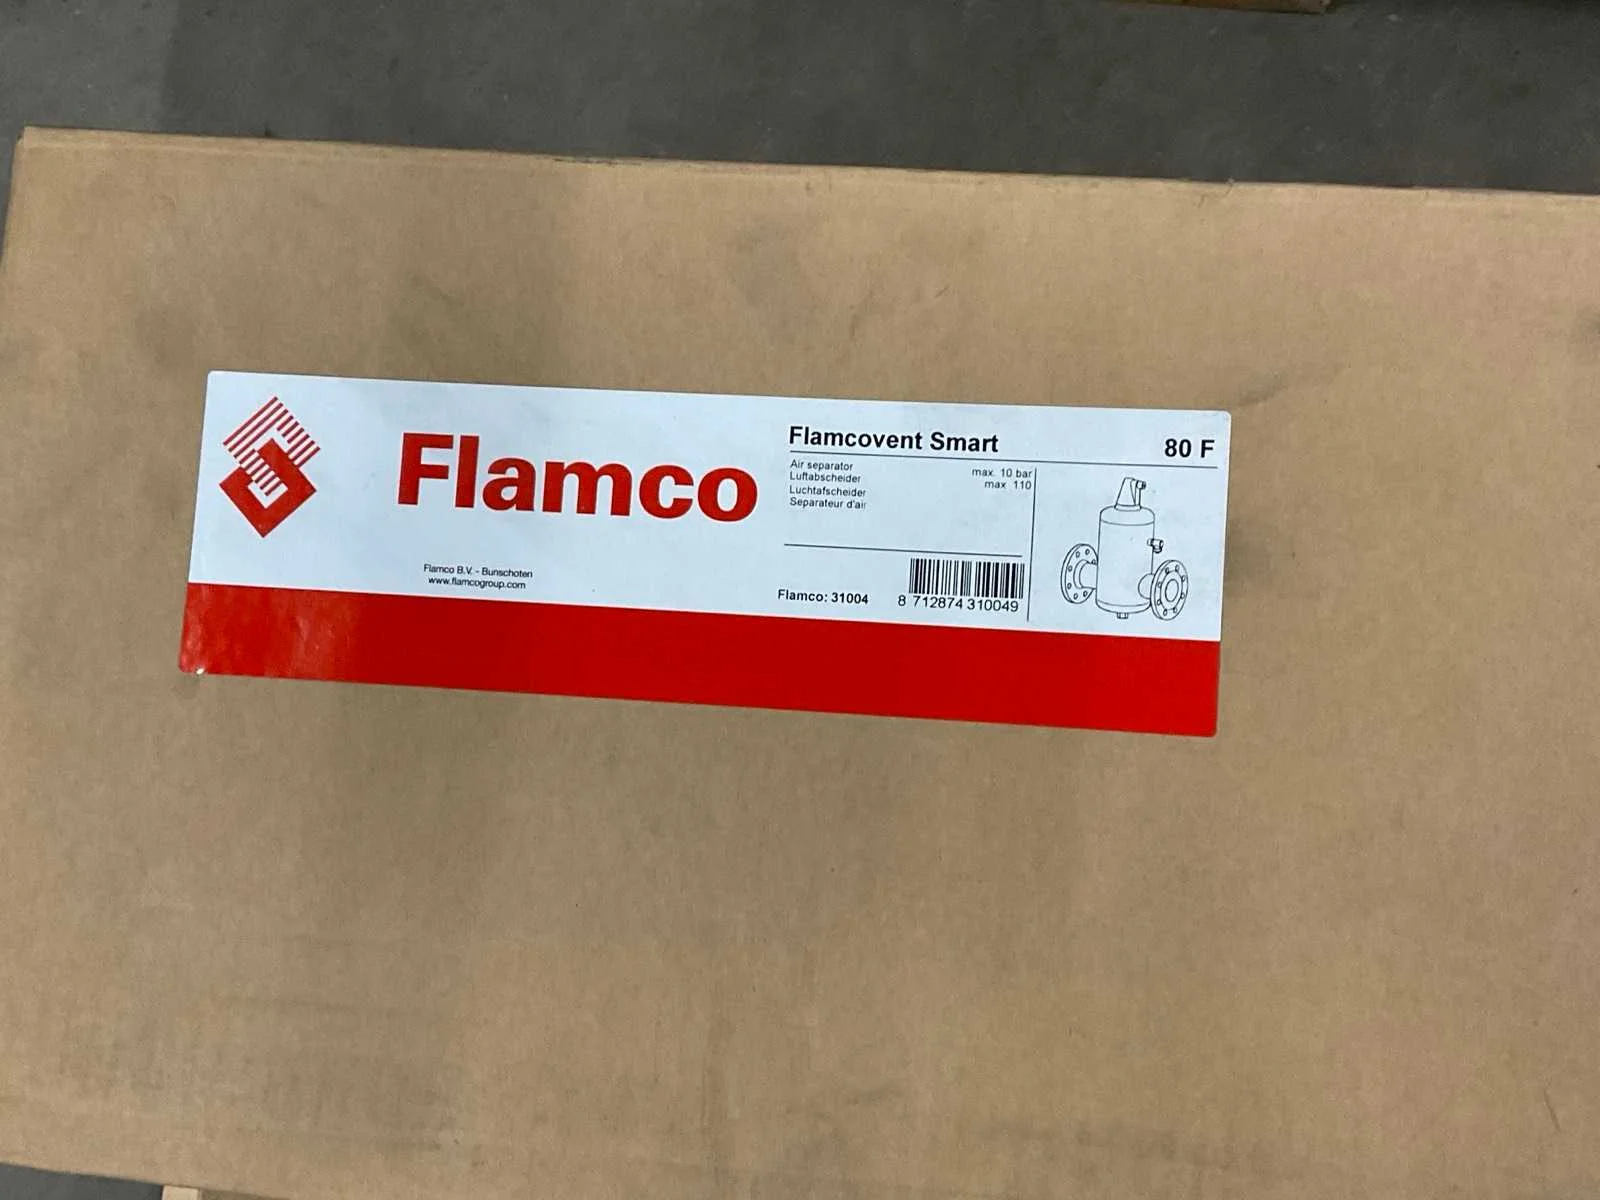 Flamco
Flamco B.V. - Bunschoten
www.flamcogroup.com
Flamcovent Smart 80 F
Air separator
Luftabscheider
Luchtafscheider
Separateur d'air
max. 10 bar
max 110
Flamco: 31004
8 712874 310049